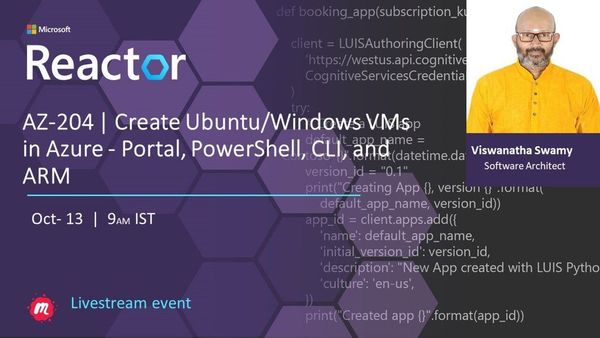 Microsoft
Reactor
AZ-204 | Create Ubuntu/Windows VMs
in Azure - Portal, PowerShell, CLI, and
ARM
Oct- 13 | 9AM IST
Livestream event
Viswanatha Swamy
Software Architect
def booking_app(subscription_ku
client = LUISAuthoringClient(
'https://westus.api.cognitive
CognitiveServicesCredentia
)
try:
default_app_name =
.format(datetime.da
version_id = "0.1"
print("Creating App {}, version {}".format(
default_app_name, version_id))
app_id = client.apps.add({
'name': default_app_name,
'initial_version_id': version_id,
'description': "New App created with LUIS Pytho
'culture': 'en-us',
})
print("Created app {}".format(app_id))